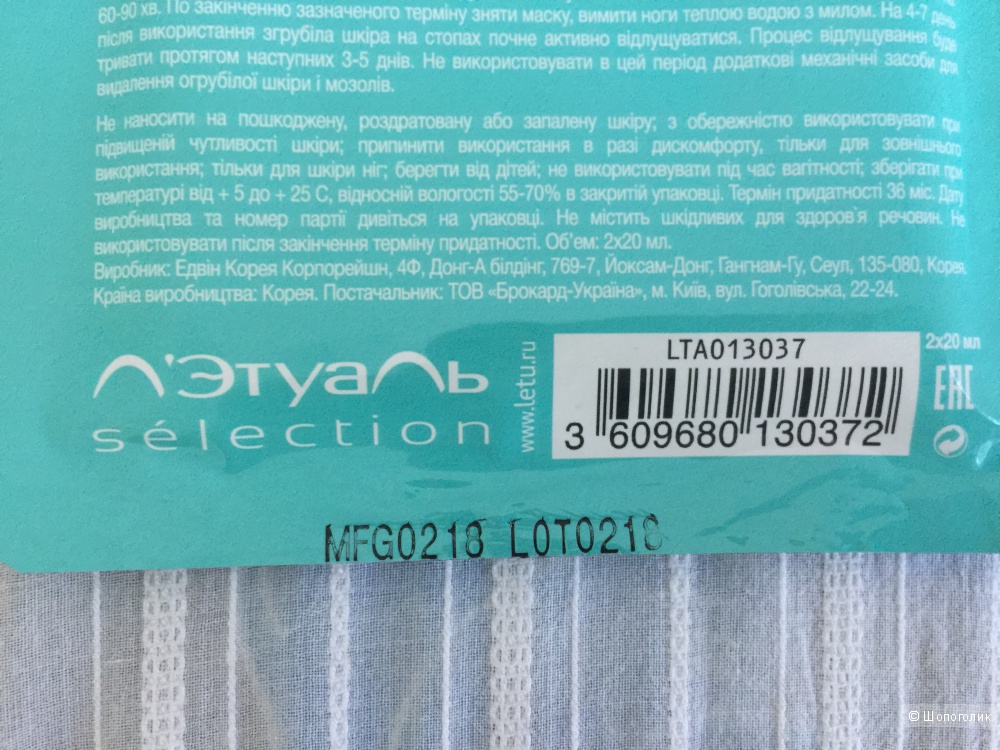 60-90 хв. По закінченню зазначеного терміну зняти маску, вимити ноги теплою водою з милом. На 4-7 день
після використання згрубіла шкіра на стопах почне активно відлущуватися. Процес відлущування буде
тривати протягом наступних 3-5 днів. Не використовувати в цей період додаткові механічні засоби для
видалення огрубілої шкіри і мозолів.
Не наносити на пошкоджену, роздратовану або запалену шкіру; з обережністю використовувати при
підвищеній чутливості шкіри; припинити використання в разі дискомфорту, тільки для зовнішнього
використання; тільки для шкіри ніг; берегти від дітей; не використовувати під час вагітності; зберігати при
температурі від + 5 до + 25 С, відносній вологості 55-70% в закритій упаковці. Термін придатності 36 міс. Дату
виробництва та номер партії дивіться на упаковці. Не містить шкідливих для здоров`я речовин. Не
використовувати після закінчення терміну придатності. Об'єм: 2х20 мл.
Виробник: Едвін Корея Корпорейшн, 4Ф, Донг-А білдінг, 769-7, Йоксам-Донг, Гангнам-Гу, Сеул, 135-080, Корея.
Країна виробництва: Корея. Постачальник: ТОВ «Брокард-Україна», м. Київ, вул. Гоголівська, 22-24.
Л'Этуаль
sélection
www.letu.ru
LTA013037
3 609680 130372
2х20 мл
EAC
MFG0218 LOT0218
© Шопоголик